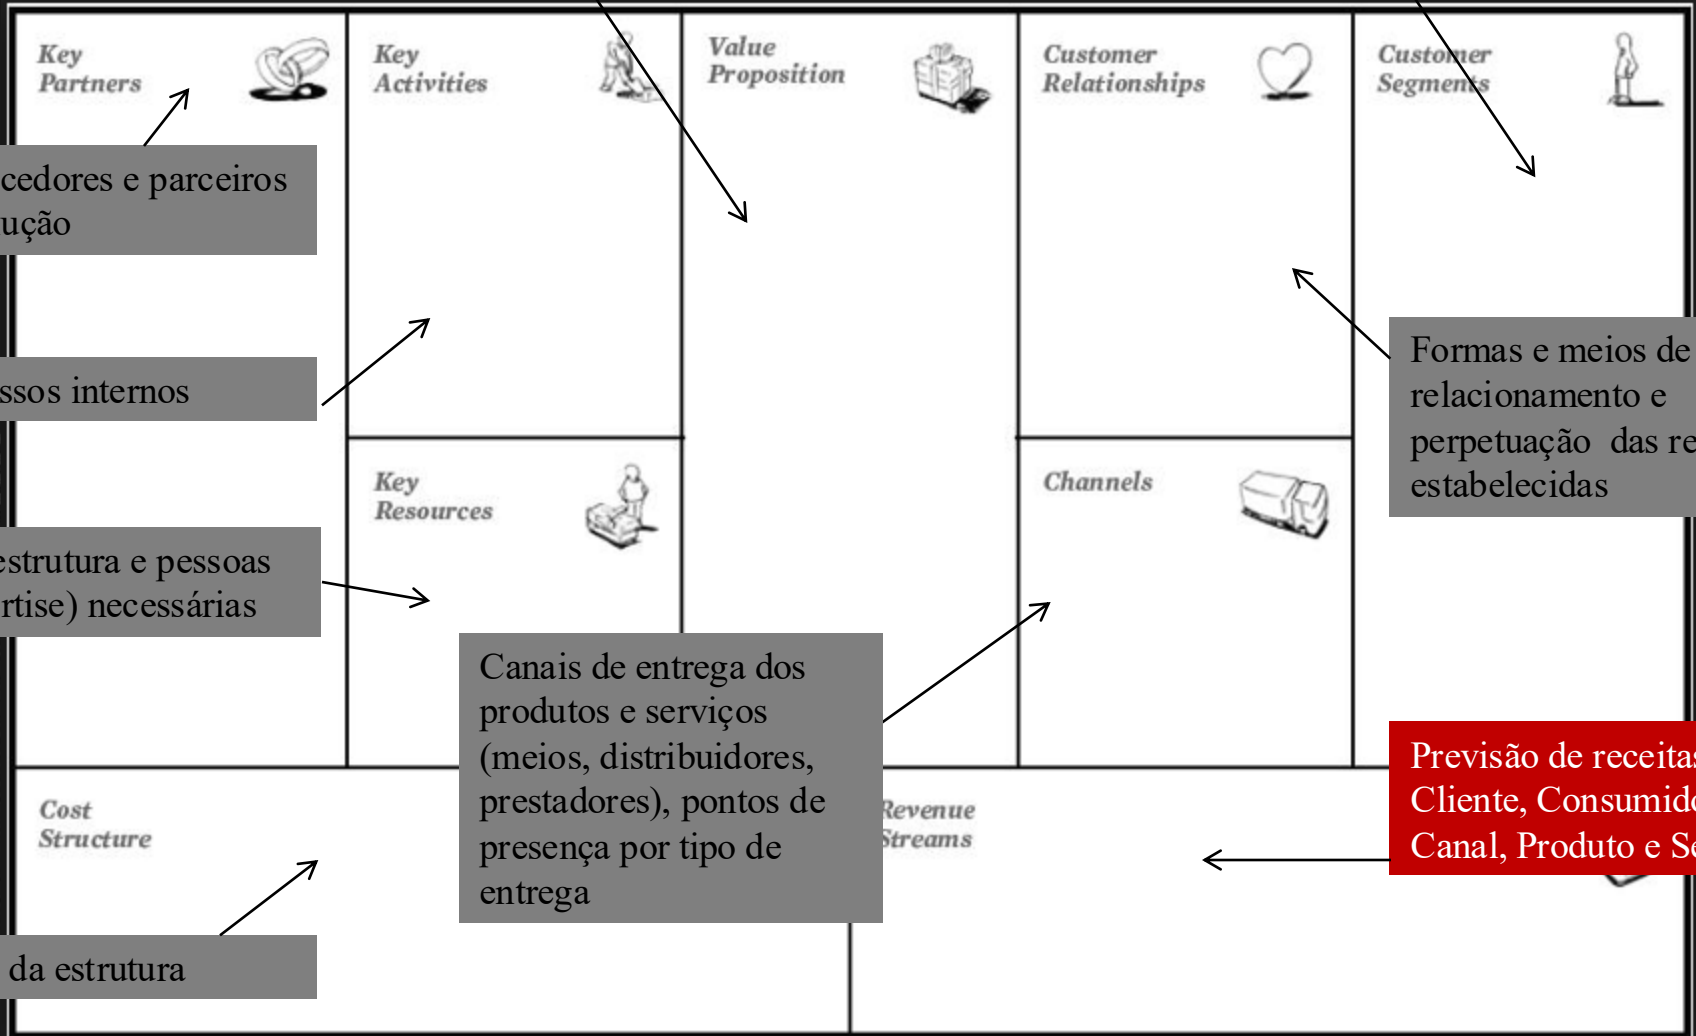 Key
Partners
Key
Activities
Value
Proposition
Customer
Relationships
Customer
Segments
cedores e parceiros
ução
ssos internos
Formas e meios de
relacionamento e
perpetuação das re
estabelecidas
Key
Resources
Channels
estrutura e pessoas
rtise) necessárias
Canais de entrega dos
produtos e serviços
(meios, distribuidores,
prestadores), pontos de
presença por tipo de
entrega
Previsão de receitas
Cliente, Consumido
Canal, Produto e Se
Cost
Structure
Revenue
Streams
da estrutura